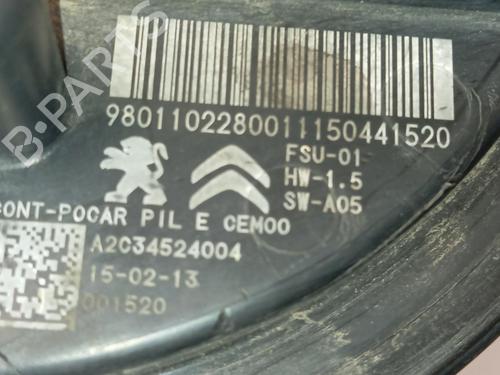 B-PARTS
9801102280011150441520
FSU-01
HW-1.5
SW-A05
CONT-POCAR PIL E CEMOO
A2C34524004
15-02-13
001520